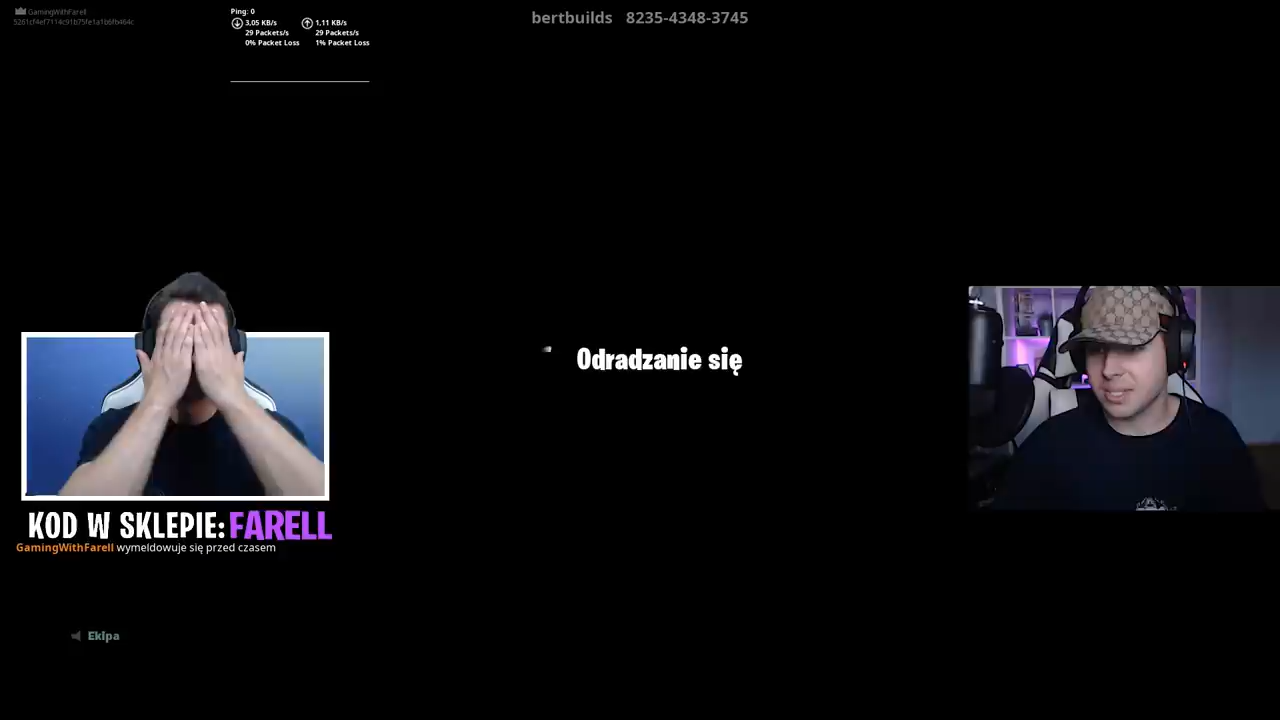 GamingWithFarell
Ping: 0
3,05 KB/s
29 Packets/s
0% Packet Loss
1,11 KB/s
29 Packets/s
1% Packet Loss
bertbuilds 8235-4348-3745
Odradzanie się
KOD W SKLEPIE: FARELL
GamingWithFarell wymeldowuje się przed czasem
Ekipa